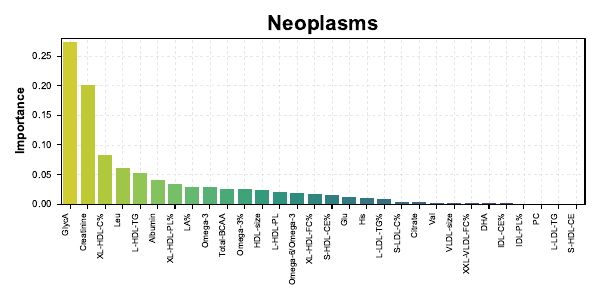 Neoplasms
Importance
0.25
0.20
0.15
0.10
0.05
0.00
GlycA
Creatinine
XL-HDL-C%
Leu
L-HDL-TG
Albumin
XL-HDL-PL%
LA%
Omega-3
Total-BCAA
Omega-3%
HDL-size
L-HDL-PL
Omega-6/Omega-3
XL-HDL-FC%
S-HDL-CE%
Glu
His
L-LDL-TG%
S-LDL-C%
Citrate
Val
VLDL-size
XXL-VLDL-FC%
DHA
IDL-CE%
IDL-PL%
PC
L-LDL-TG
S-HDL-CE